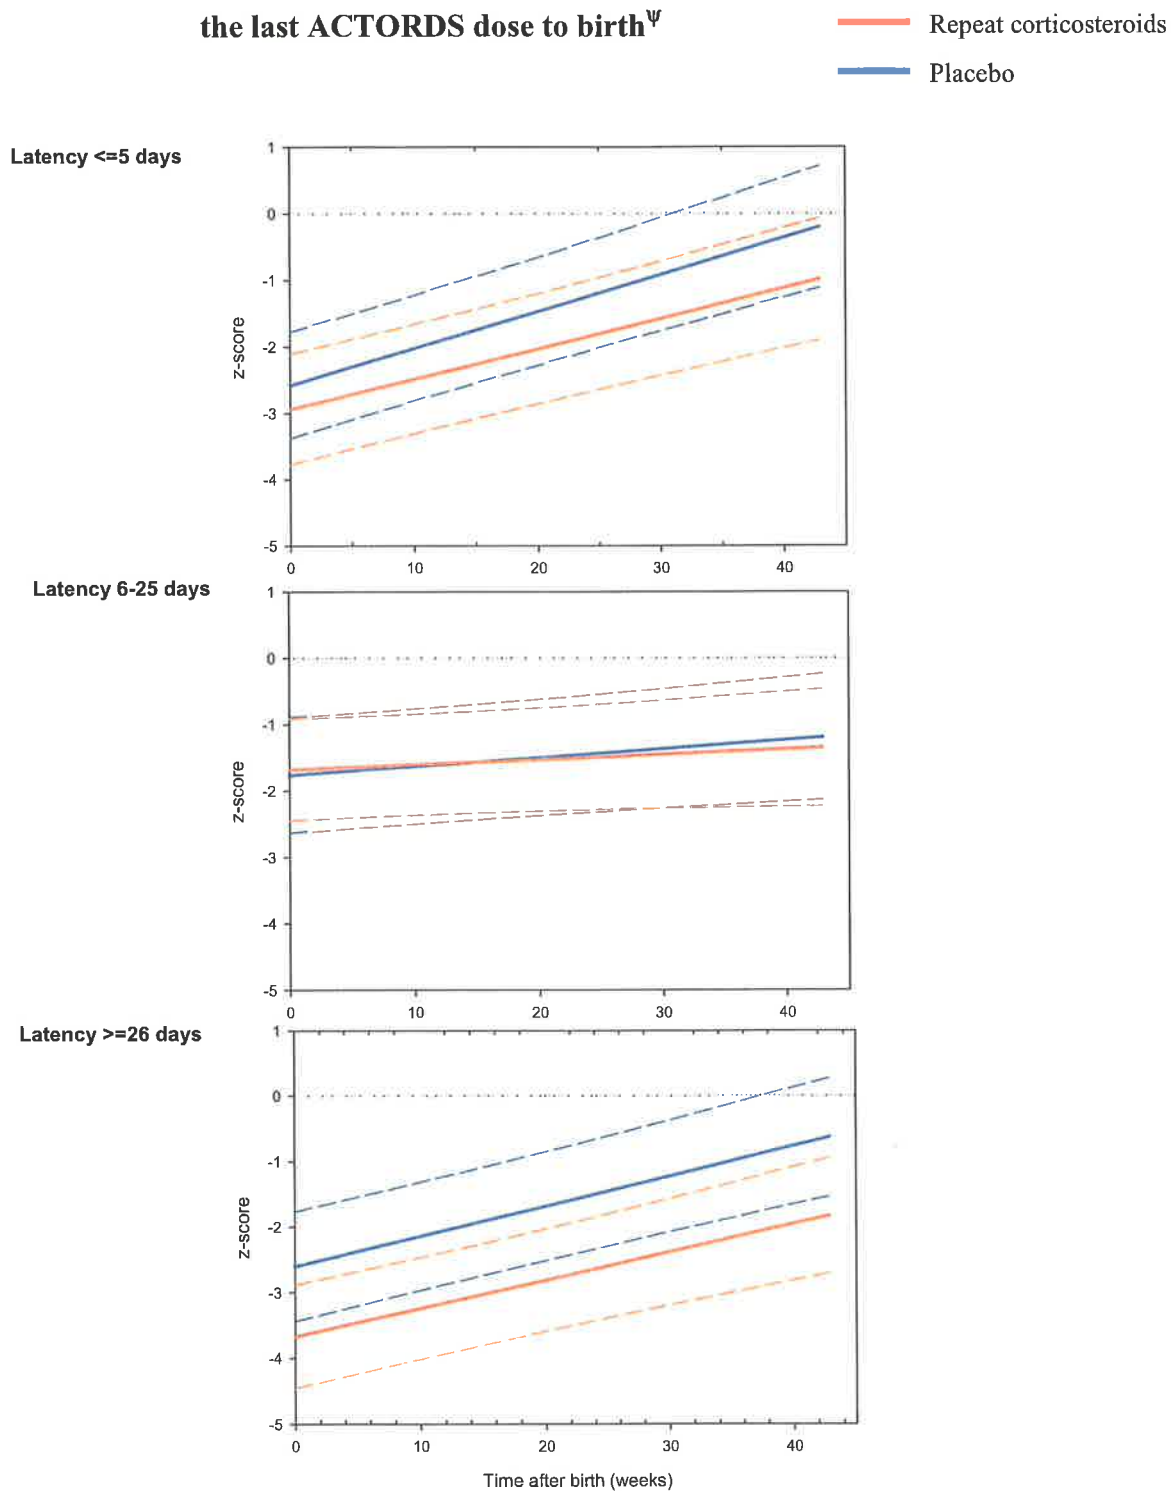 the last ACTORDS dose to birthᴪ
Repeat corticosteroids
Placebo
Latency <=5 days
1
0
-1
-2
-3
-4
-5
z-score
0 10 20 30 40
Latency 6-25 days
1
0
-1
-2
-3
-4
-5
z-score
0 10 20 30 40
Latency >=26 days
1
0
-1
-2
-3
-4
-5
z-score
0 10 20 30 40
Time after birth (weeks)